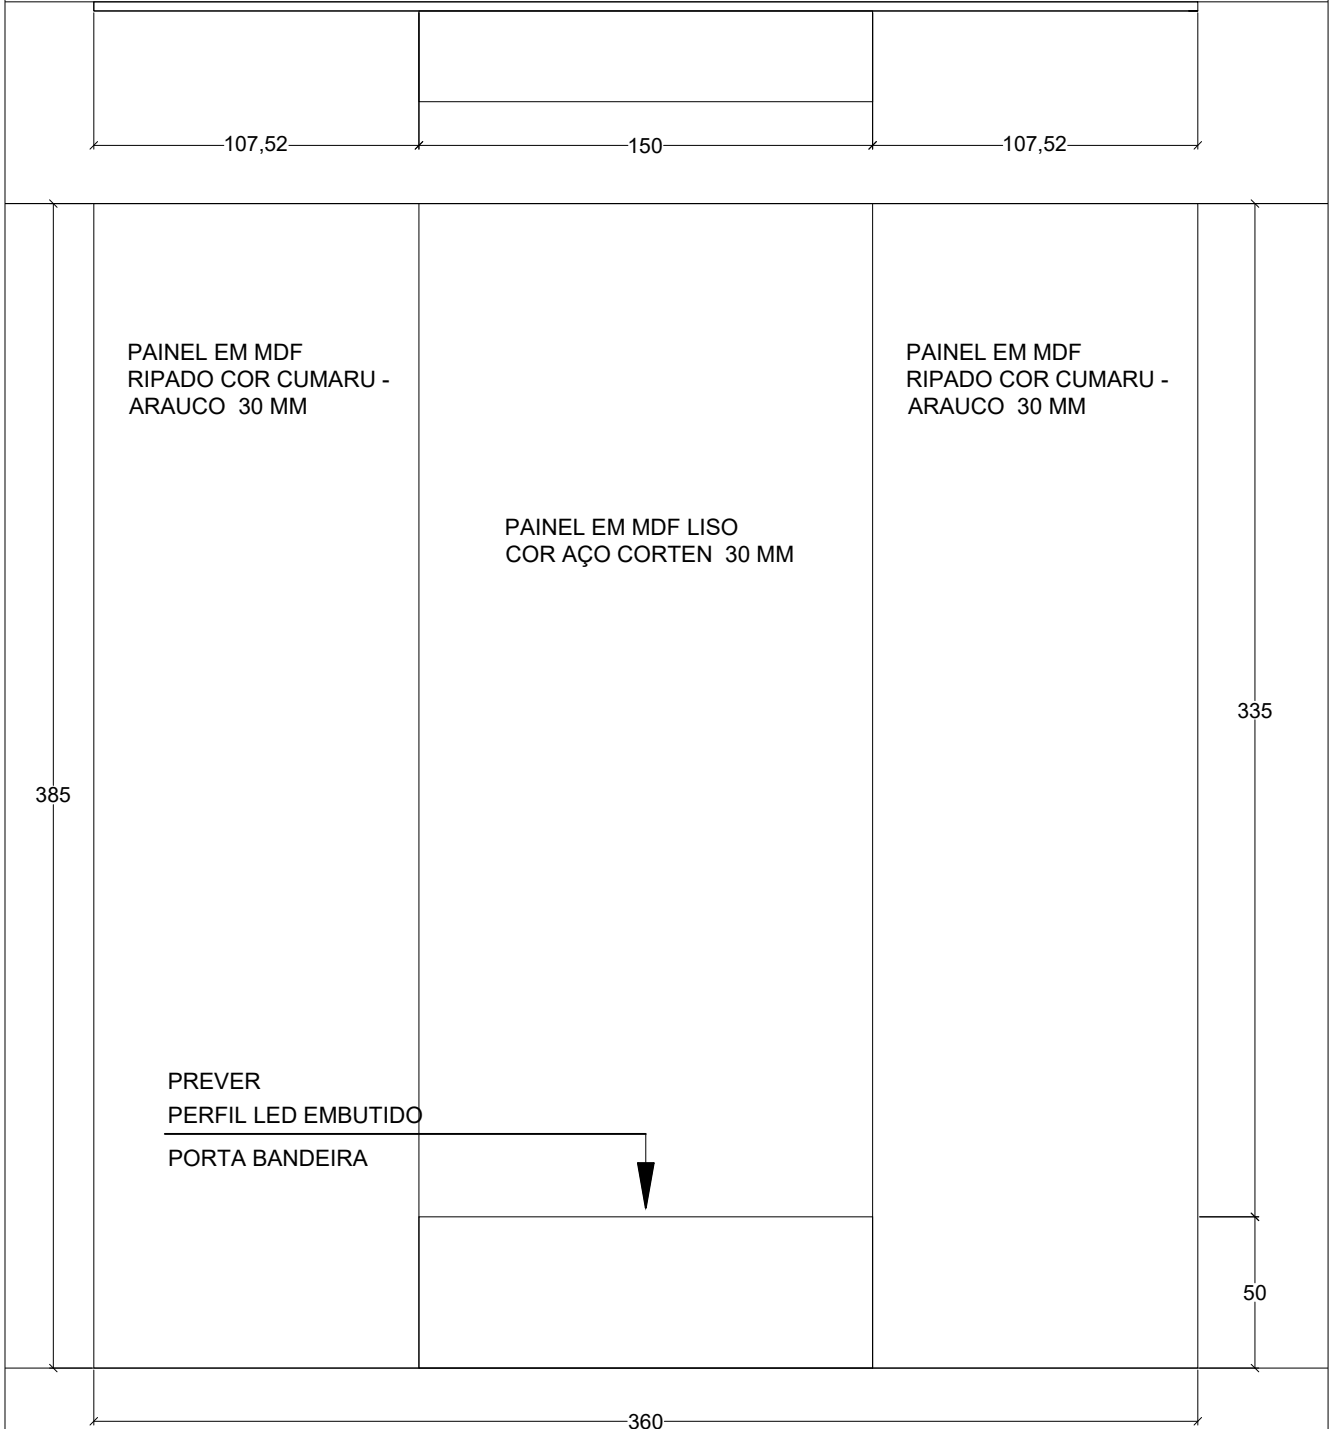 107,52
150
107,52
PAINEL EM MDF
RIPADO COR CUMARU -
ARAUCO  30 MM
PAINEL EM MDF
RIPADO COR CUMARU -
ARAUCO  30 MM
PAINEL EM MDF LISO
COR AÇO CORTEN  30 MM
335
385
PREVER
PERFIL LED EMBUTIDO
PORTA BANDEIRA
50
360